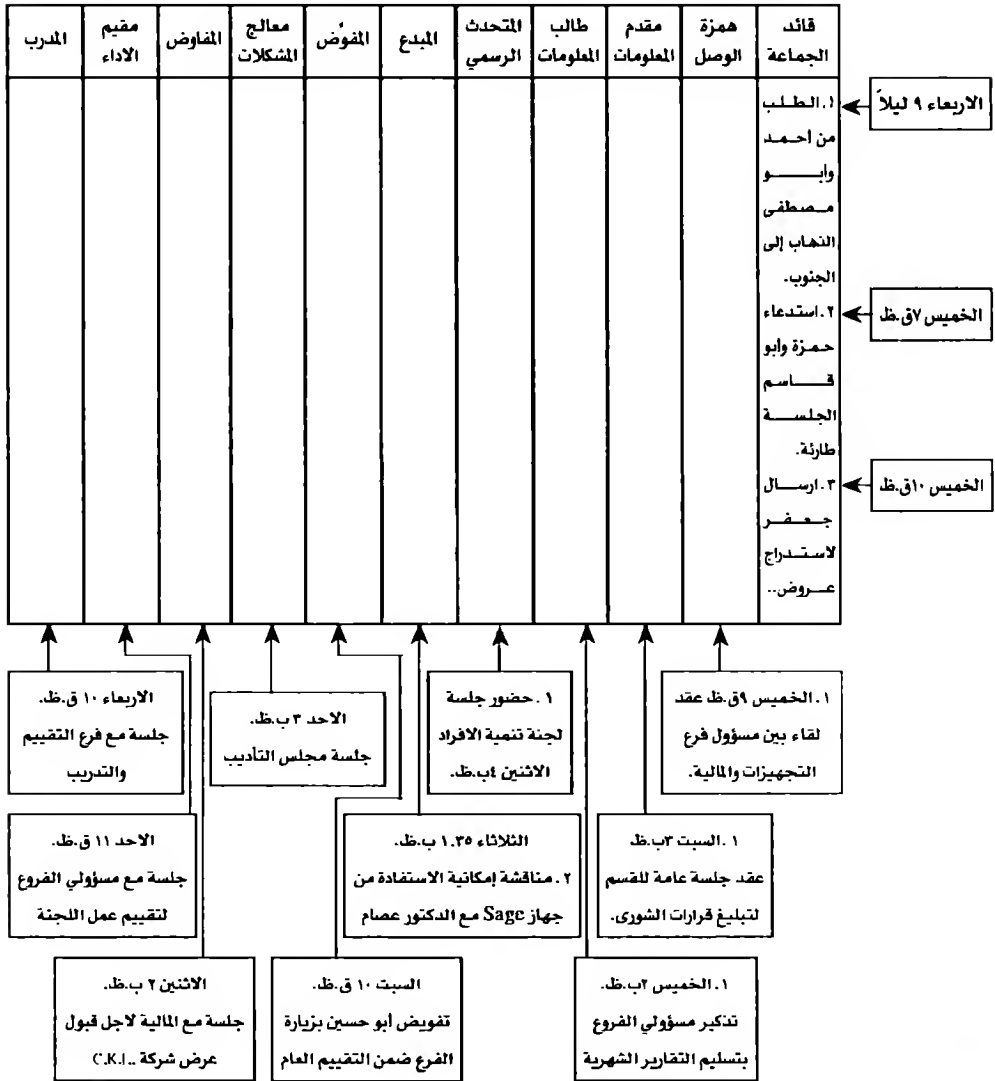 قائد
الجماعة
همزة
الوصل
مقدم
المعلومات
طالب
المعلومات
المتحدث
الرسمي
المبدع
المفوّض
معالج
المشكلات
المفاوض
مقيم
الاداء
المدرب
١.الطلب
من احمد
وابو
مصطفى
الذهاب إلى
الجنوب.
٢.استدعاء
حمزة وابو
قاسم
الجلسة
طارئة.
٣.ارسال
جعفر
لاستدراج
عروض..
الاربعاء ٩ ليلاً
الخميس ٧ق.ظ
الخميس ١٠ق.ظ
١. الخميس ٩ق.ظ عقد
لقاء بين مسؤول فرع
التجهيزات والمالية.
١. حضور جلسة
لجنة تنمية الافراد
الاثنين ٤ب.ظ.
الاحد ٣ ب.ظ.
جلسة مجلس التأديب
الاربعاء ١٠ ق.ظ.
جلسة مع فرع التقييم
والتدريب
١. السبت ٣ب.ظ
عقد جلسة عامة للقسم
لتبليغ قرارات الشورى.
الثلاثاء ١.٣٥ ب.ظ.
٢. مناقشة إمكانية الاستفادة من
جهاز Sage مع الدكتور عصام
الاحد ١١ ق.ظ.
جلسة مع مسؤولي الفروع
لتقييم عمل اللجنة
١. الخميس ٢ب.ظ.
تذكير مسؤولي الفروع
بتسليم التقارير الشهرية
السبت ١٠ ق.ظ.
تفويض أبو حسين بزيارة
الفرع ضمن التقييم العام
الاثنين ٢ ب.ظ.
جلسة مع المالية لاجل قبول
عرض شركة ..C.K.I